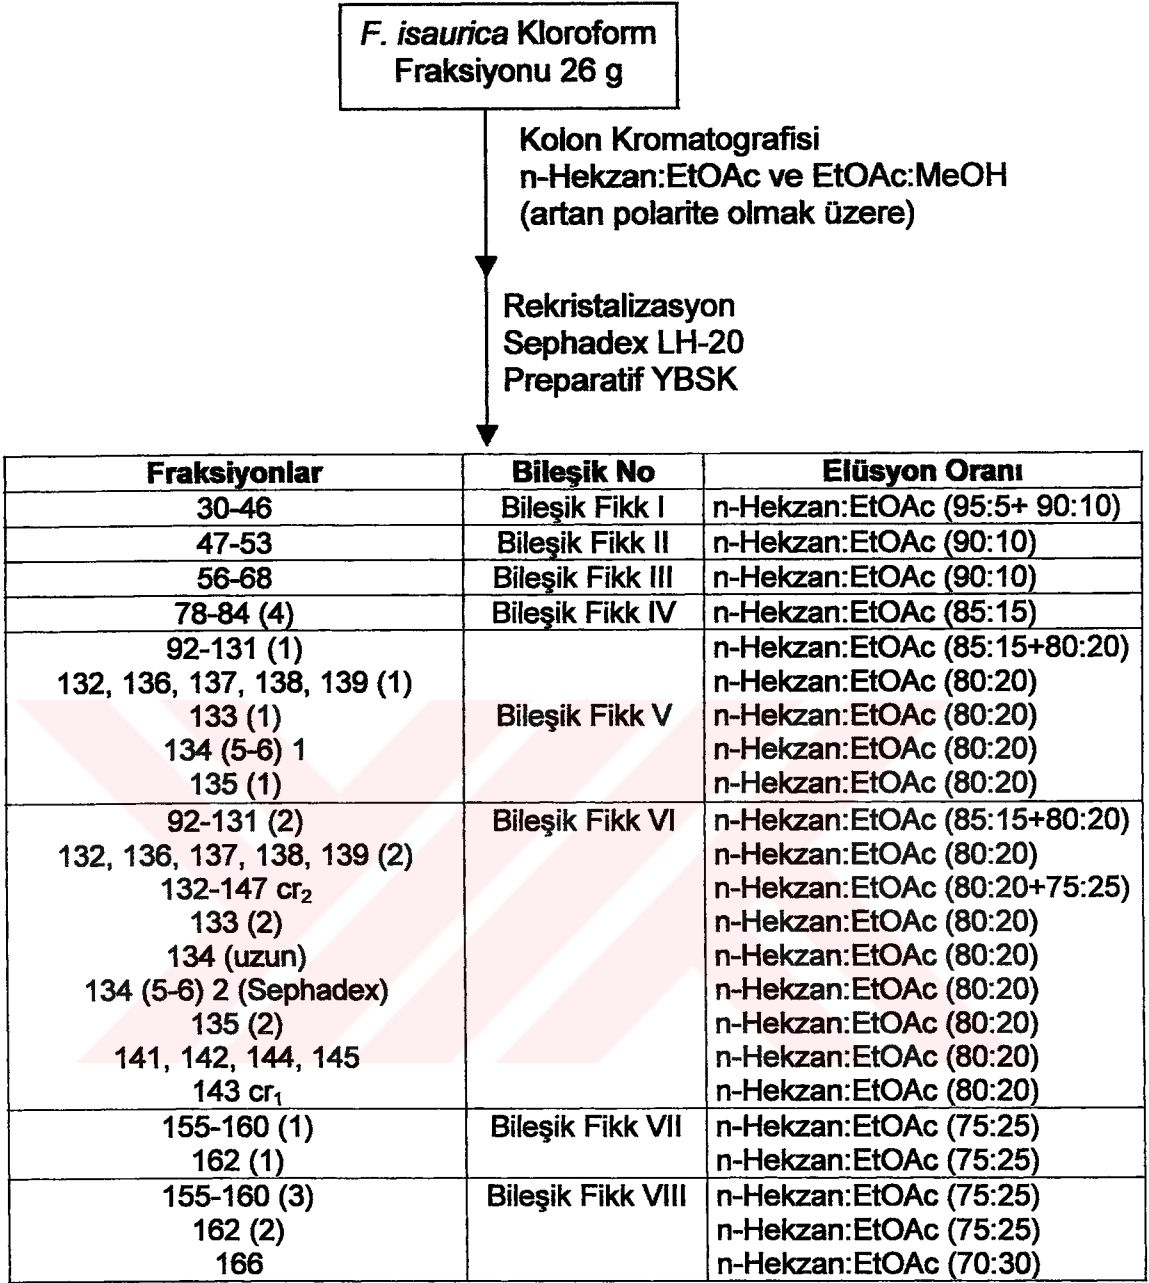 F. isaurica Kloroform
Fraksiyonu 26 g
Kolon Kromatografisi
n-Hekzan:EtOAc ve EtOAc:MeOH
(artan polarite olmak üzere)
Rekristalizasyon
Sephadex LH-20
Preparatif YBSK
Fraksiyonlar Bileşik No Elüsyon Oranı
30-46 Bileşik Fikk I n-Hekzan:EtOAc (95:5+ 90:10)
47-53 Bileşik Fikk II n-Hekzan:EtOAc (90:10)
56-68 Bileşik Fikk III n-Hekzan:EtOAc (90:10)
78-84 (4) Bileşik Fikk IV n-Hekzan:EtOAc (85:15)
92-131 (1) n-Hekzan:EtOAc (85:15+80:20)
132, 136, 137, 138, 139 (1) n-Hekzan:EtOAc (80:20)
133 (1) Bileşik Fikk V n-Hekzan:EtOAc (80:20)
134 (5-6) 1 n-Hekzan:EtOAc (80:20)
135 (1) n-Hekzan:EtOAc (80:20)
92-131 (2) Bileşik Fikk VI n-Hekzan:EtOAc (85:15+80:20)
132, 136, 137, 138, 139 (2) n-Hekzan:EtOAc (80:20)
132-147 cr₂ n-Hekzan:EtOAc (80:20+75:25)
133 (2) n-Hekzan:EtOAc (80:20)
134 (uzun) n-Hekzan:EtOAc (80:20)
134 (5-6) 2 (Sephadex) n-Hekzan:EtOAc (80:20)
135 (2) n-Hekzan:EtOAc (80:20)
141, 142, 144, 145 n-Hekzan:EtOAc (80:20)
143 cr₁ n-Hekzan:EtOAc (80:20)
155-160 (1) Bileşik Fikk VII n-Hekzan:EtOAc (75:25)
162 (1) n-Hekzan:EtOAc (75:25)
155-160 (3) Bileşik Fikk VIII n-Hekzan:EtOAc (75:25)
162 (2) n-Hekzan:EtOAc (75:25)
166 n-Hekzan:EtOAc (70:30)